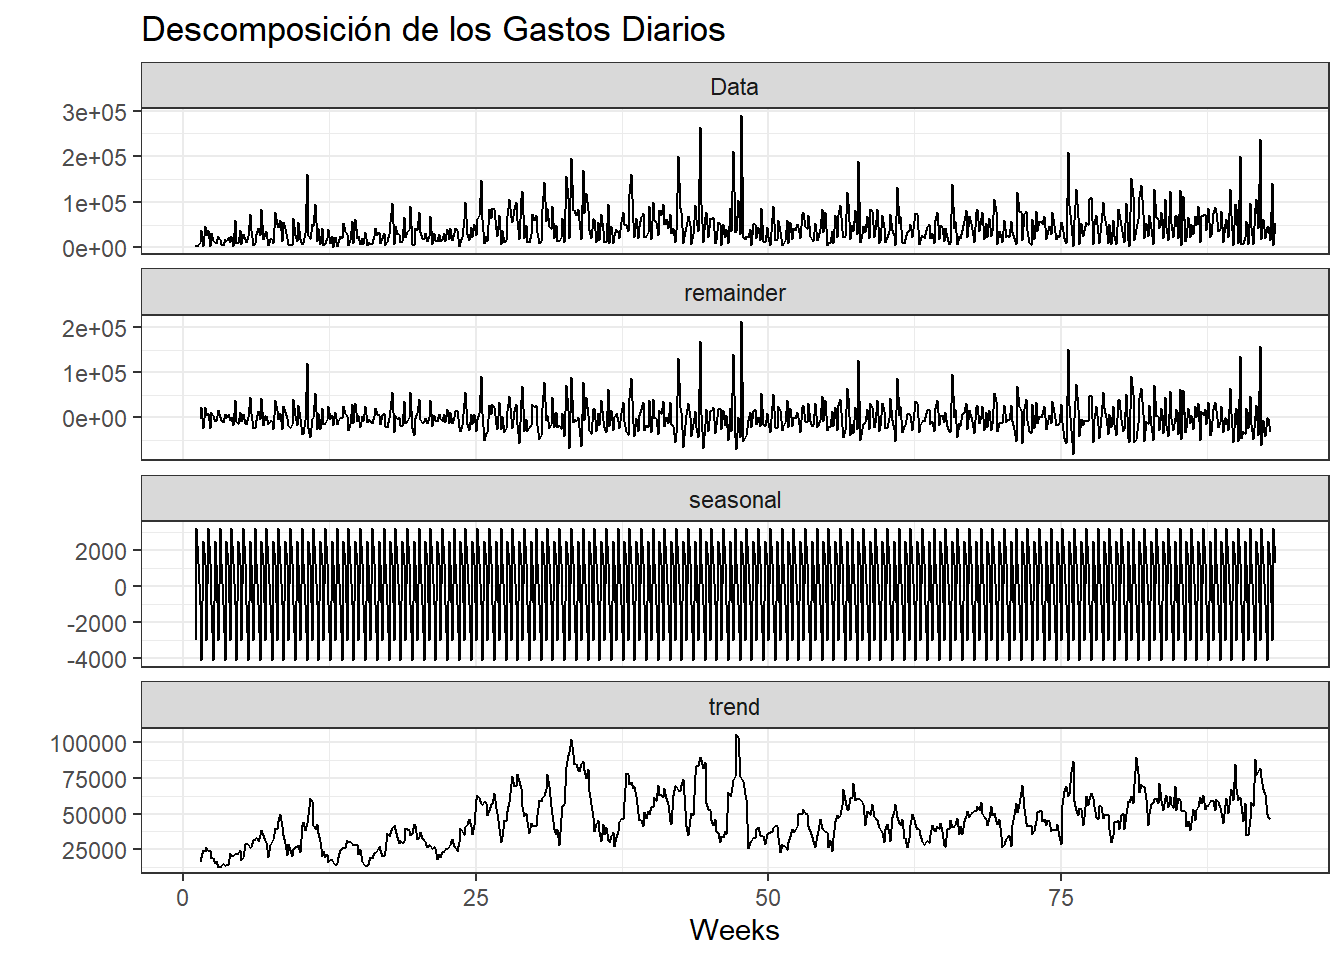 Descomposición de los Gastos Diarios
Data
3e+05
2e+05
1e+05
0e+00
remainder
2e+05
1e+05
0e+00
seasonal
2000
0
-2000
-4000
trend
100000
75000
50000
25000
0 25 50 75
Weeks